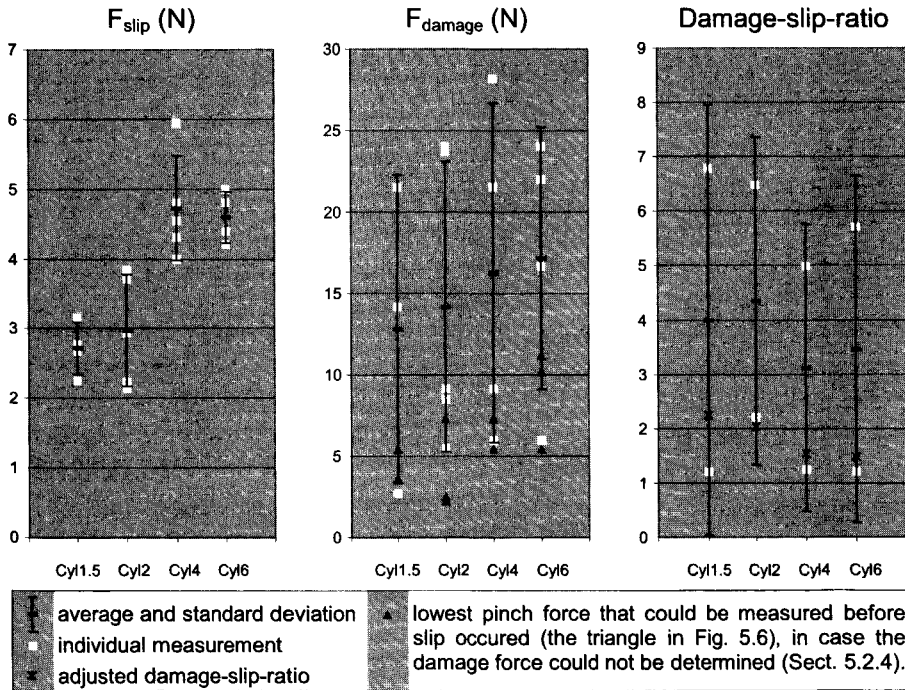 F slip (N)
F damage (N)
Damage-slip-ratio
7
6
5
4
3
2
1
0
Cyl1.5 Cyl2 Cyl4 Cyl6
30
25
20
15
10
5
0
Cyl1.5 Cyl2 Cyl4 Cyl6
9
8
7
6
5
4
3
2
1
0
Cyl1.5 Cyl2 Cyl4 Cyl6
average and standard deviation
individual measurement
adjusted damage-slip-ratio
lowest pinch force that could be measured before
slip occured (the triangle in Fig. 5.6), in case the
damage force could not be determined (Sect. 5.2.4).